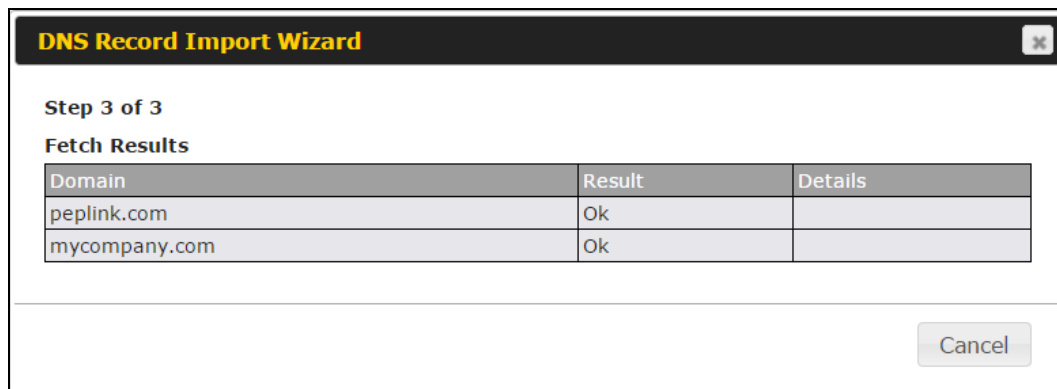 DNS Record Import Wizard
Step 3 of 3
Fetch Results
Domain Result Details
peplink.com Ok
mycompany.com Ok
Cancel